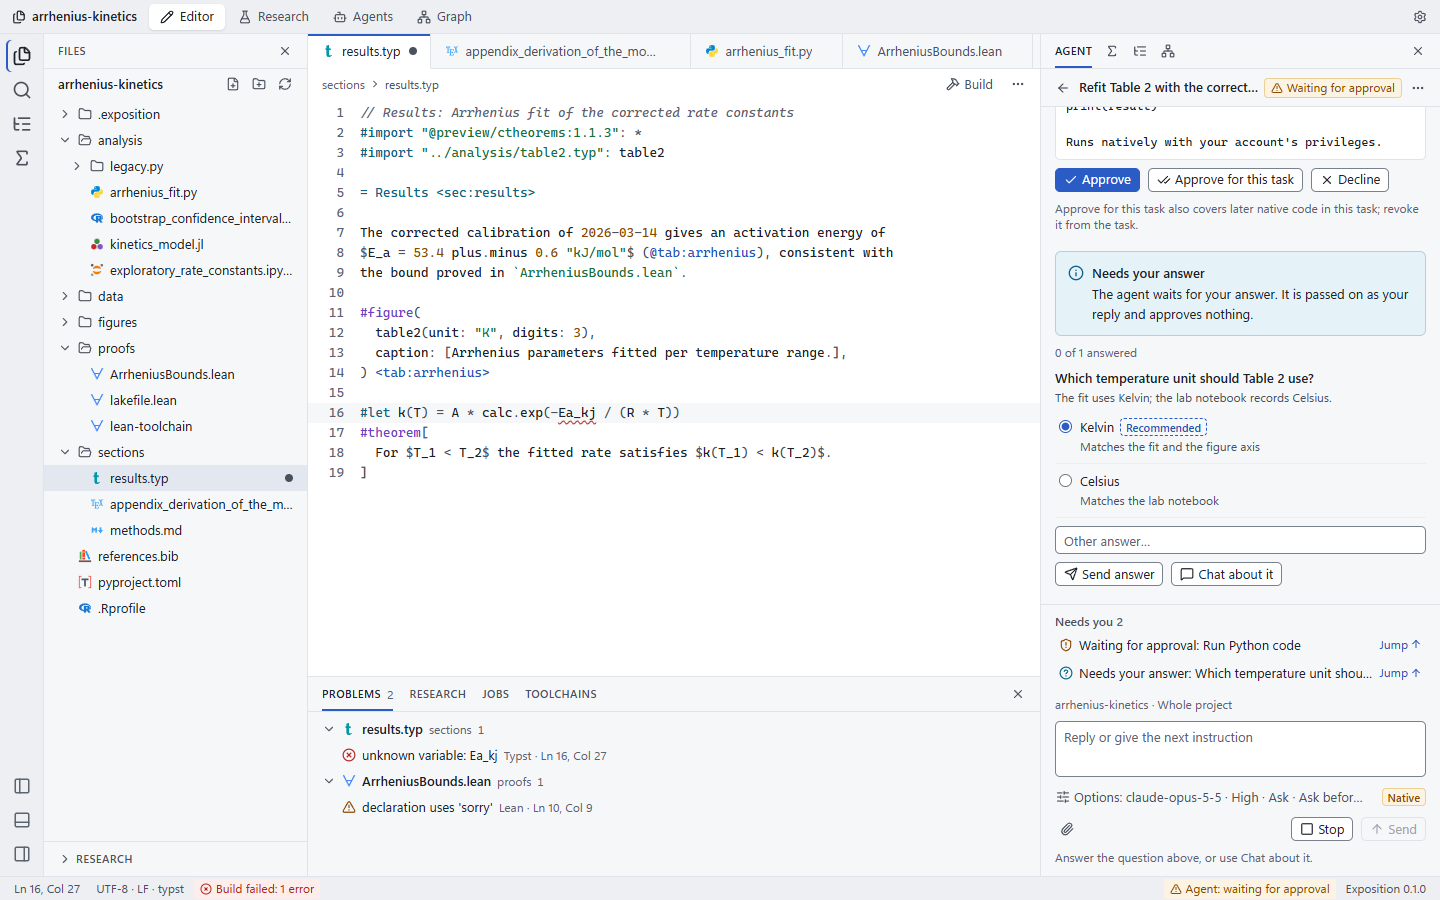 arrhenius-kinetics
Editor
Research
Agents
Graph
FILES
arrhenius-kinetics
.exposition
analysis
legacy.py
arrhenius_fit.py
bootstrap_confidence_interval...
kinetics_model.jl
exploratory_rate_constants.ipy...
data
figures
proofs
ArrheniusBounds.lean
lakefile.lean
lean-toolchain
sections
results.typ
appendix_derivation_of_the_m...
methods.md
references.bib
pyproject.toml
.Rprofile
RESEARCH
results.typ
appendix_derivation_of_the_mo...
arrhenius_fit.py
ArrheniusBounds.lean
sections > results.typ
Build
1 // Results: Arrhenius fit of the corrected rate constants
2 #import "@preview/ctheorems:1.1.3": *
3 #import "../analysis/table2.typ": table2
4
5 = Results <sec:results>
6
7 The corrected calibration of 2026-03-14 gives an activation energy of
8 $E_a = 53.4 plus.minus 0.6 "kJ/mol"$ (@tab:arrhenius), consistent with
9 the bound proved in `ArrheniusBounds.lean`.
10
11 #figure(
12 table2(unit: "K", digits: 3),
13 caption: [Arrhenius parameters fitted per temperature range.],
14 ) <tab:arrhenius>
15
16 #let k(T) = A * calc.exp(-Ea_kj / (R * T))
17 #theorem[
18 For $T_1 < T_2$ the fitted rate satisfies $k(T_1) < k(T_2)$.
19 ]
PROBLEMS 2
RESEARCH
JOBS
TOOLCHAINS
results.typ sections 1
unknown variable: Ea_kj Typst · Ln 16, Col 27
ArrheniusBounds.lean proofs 1
declaration uses 'sorry' Lean · Ln 10, Col 9
AGENT
Refit Table 2 with the correct...
Waiting for approval
print(result)
Runs natively with your account's privileges.
Approve
Approve for this task
Decline
Approve for this task also covers later native code in this task; revoke
it from the task.
Needs your answer
The agent waits for your answer. It is passed on as your
reply and approves nothing.
0 of 1 answered
Which temperature unit should Table 2 use?
The fit uses Kelvin; the lab notebook records Celsius.
Kelvin Recommended
Matches the fit and the figure axis
Celsius
Matches the lab notebook
Other answer...
Send answer
Chat about it
Needs you 2
Waiting for approval: Run Python code
Jump ↑
Needs your answer: Which temperature unit shou...
Jump ↑
arrhenius-kinetics · Whole project
Reply or give the next instruction
Options: claude-opus-5-5 · High · Ask · Ask befor...
Native
Stop
Send
Answer the question above, or use Chat about it.
Ln 16, Col 27
UTF-8 · LF · typst
Build failed: 1 error
Agent: waiting for approval
Exposition 0.1.0